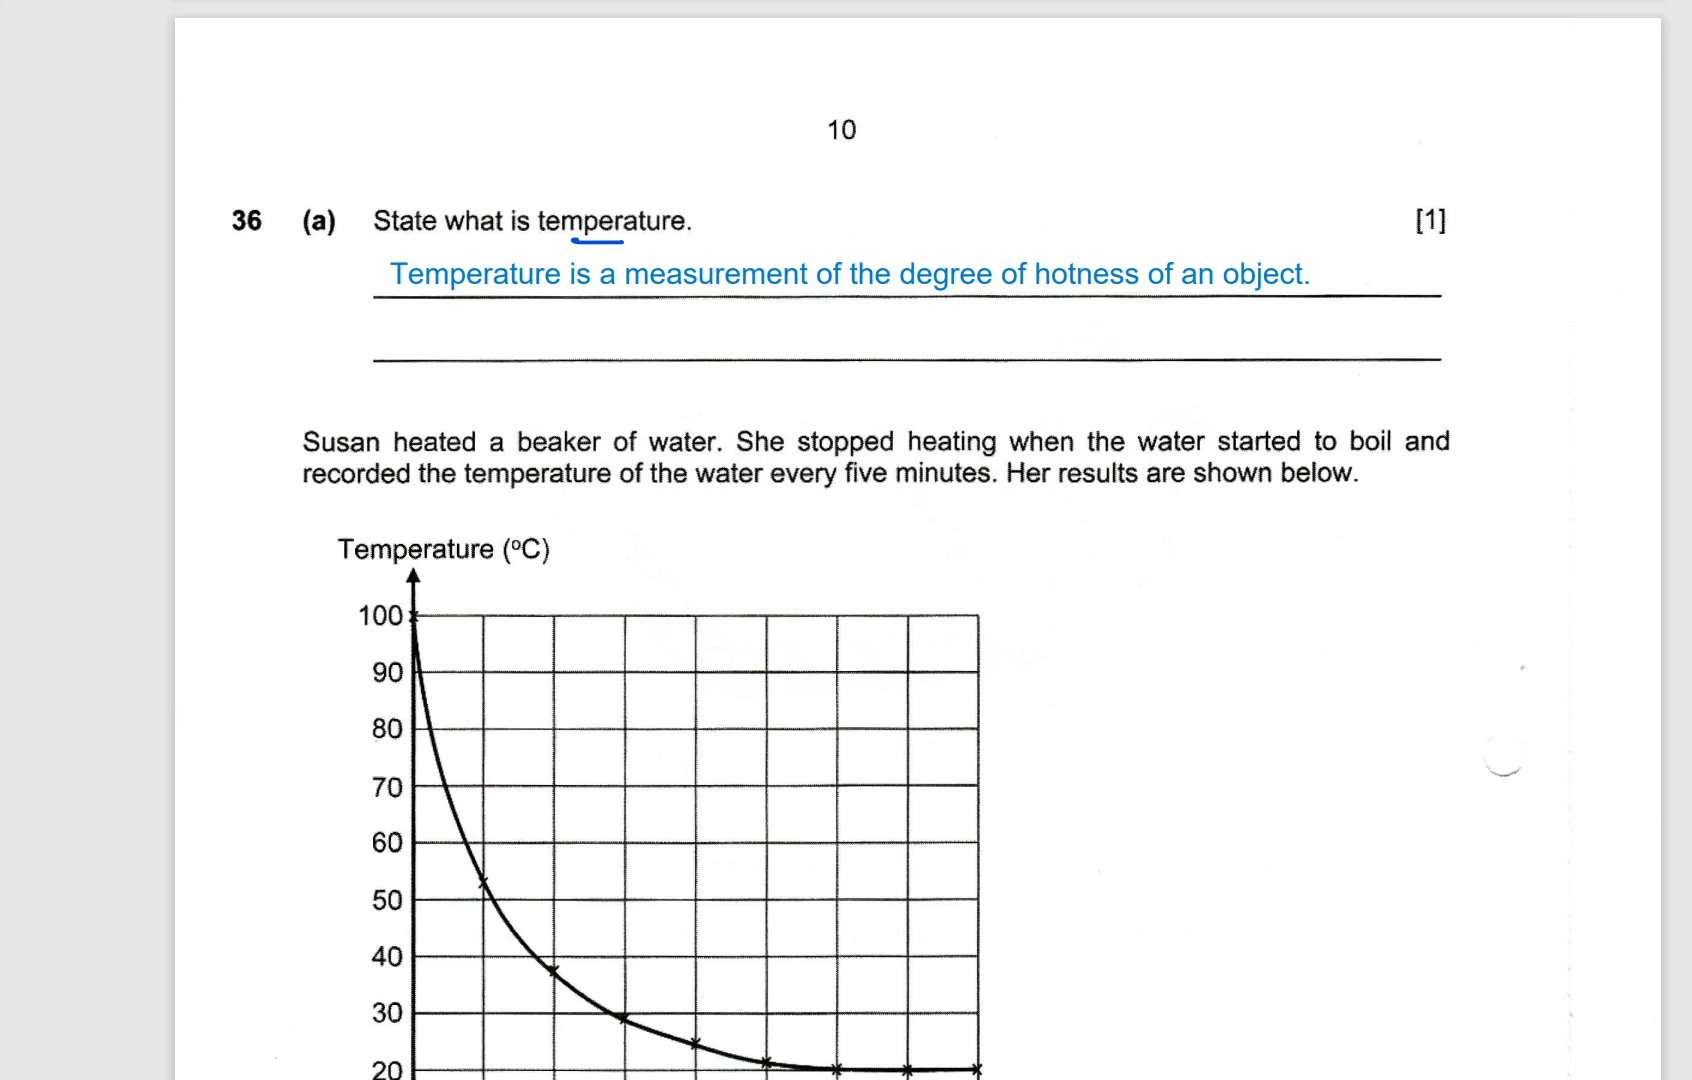 10
36 (a) State what is temperature. [1]
Temperature is a measurement of the degree of hotness of an object.
Susan heated a beaker of water. She stopped heating when the water started to boil and
recorded the temperature of the water every five minutes. Her results are shown below.
Temperature (°C)
100
90
80
70
60
50
40
30
20